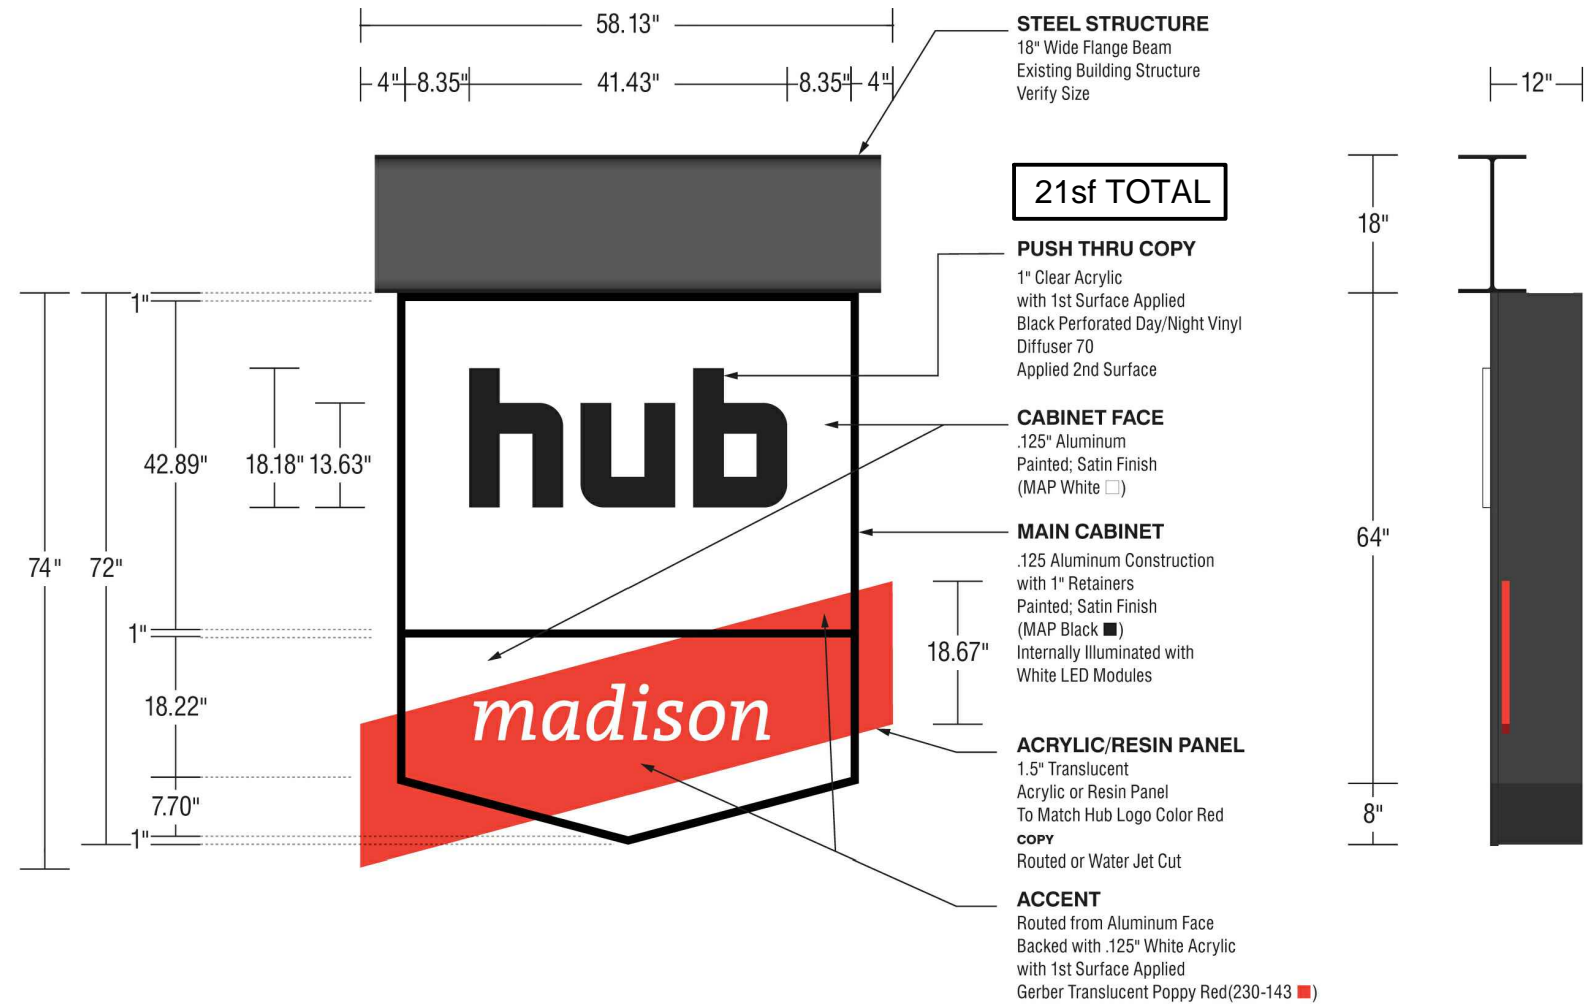 58.13"
4" 8.35" 41.43" 8.35" 4"
STEEL STRUCTURE
18" Wide Flange Beam
Existing Building Structure
Verify Size
12"
21sf TOTAL
18"
PUSH THRU COPY
1" Clear Acrylic
with 1st Surface Applied
Black Perforated Day/Night Vinyl
Diffuser 70
Applied 2nd Surface
1"
hub
CABINET FACE
.125" Aluminum
Painted; Satin Finish
(MAP White )
42.89" 18.18" 13.63"
MAIN CABINET
.125 Aluminum Construction
with 1" Retainers
Painted; Satin Finish
(MAP Black )
Internally Illuminated with
White LED Modules
64"
74" 72"
1"
18.67"
18.22"
madison
ACRYLIC/RESIN PANEL
1.5" Translucent
Acrylic or Resin Panel
To Match Hub Logo Color Red
COPY
Routed or Water Jet Cut
7.70"
8"
1"
ACCENT
Routed from Aluminum Face
Backed with .125" White Acrylic
with 1st Surface Applied
Gerber Translucent Poppy Red(230-143 )